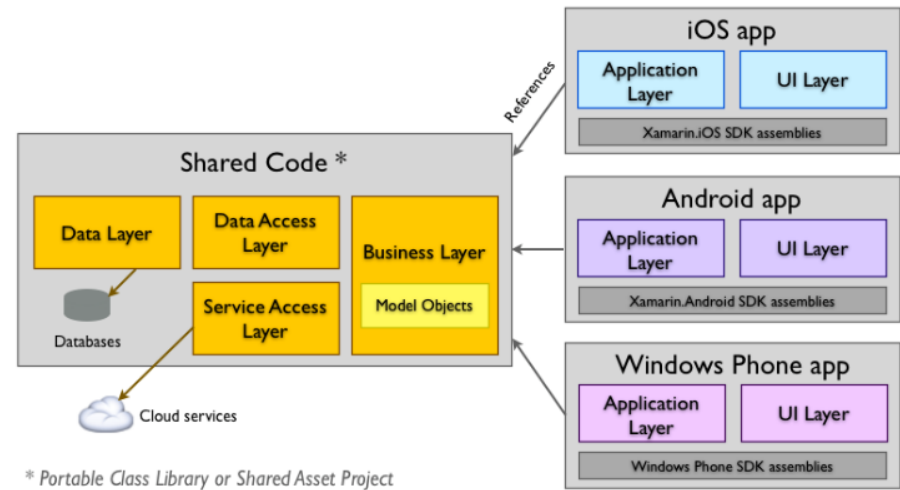 iOS app
Application
Layer
UI Layer
Xamarin.iOS SDK assemblies
References
Shared Code *
Data Layer
Data Access
Layer
Business Layer
Model Objects
Service Access
Layer
Databases
Cloud services
Android app
Application
Layer
UI Layer
Xamarin.Android SDK assemblies
Windows Phone app
Application
Layer
UI Layer
Windows Phone SDK assemblies
* Portable Class Library or Shared Asset Project